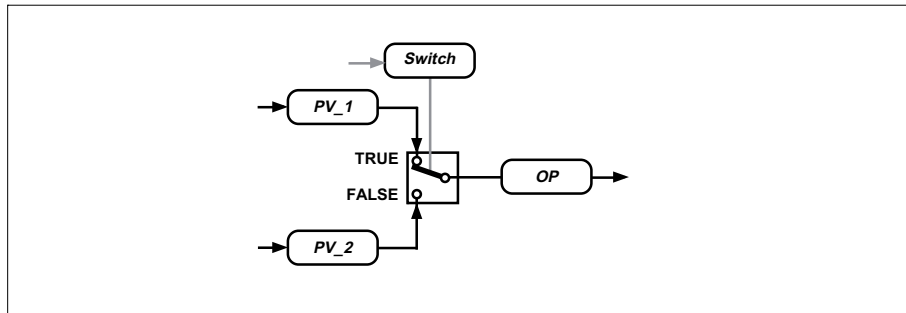 Switch
PV_1
TRUE
OP
FALSE
PV_2